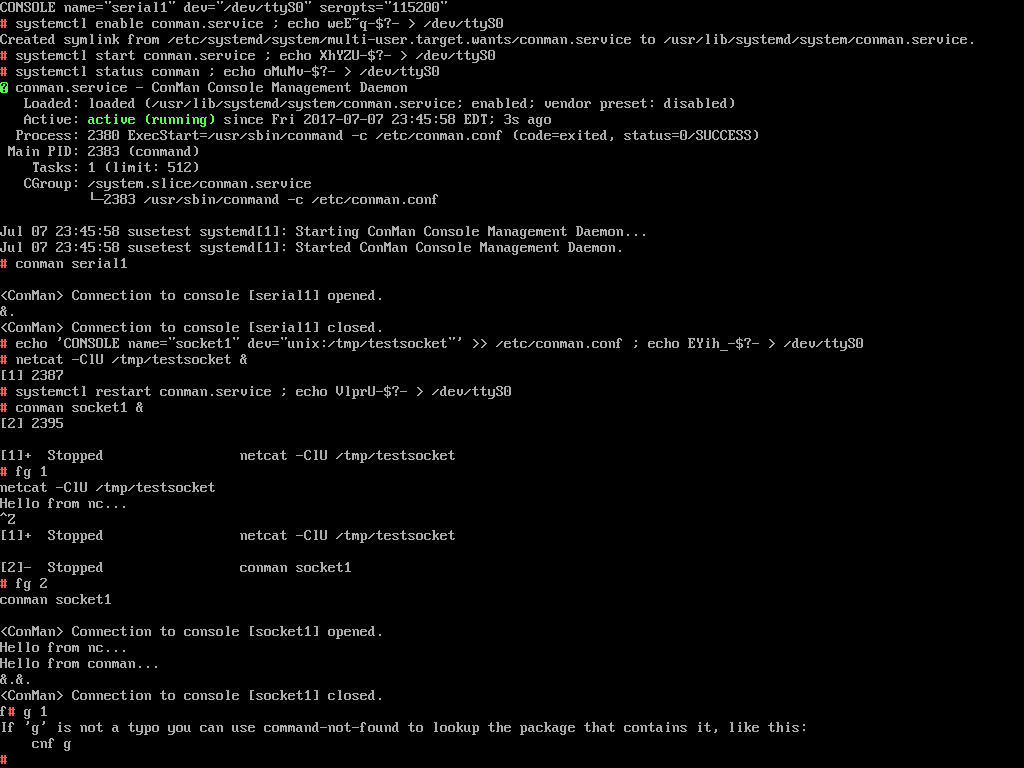 CONSOLE name="serial1" dev="/dev/ttyS0" seropts="115200"
# systemctl enable conman.service ; echo weE~q-$?- > /dev/ttyS0
Created symlink from /etc/systemd/system/multi-user.target.wants/conman.service to /usr/lib/systemd/system/conman.service.
# systemctl start conman.service ; echo XhYZU-$?- > /dev/ttyS0
# systemctl status conman ; echo oMuMv-$?- > /dev/ttyS0
? conman.service - ConMan Console Management Daemon
   Loaded: loaded (/usr/lib/systemd/system/conman.service; enabled; vendor preset: disabled)
   Active: active (running) since Fri 2017-07-07 23:45:58 EDT; 3s ago
  Process: 2380 ExecStart=/usr/sbin/conmand -c /etc/conman.conf (code=exited, status=0/SUCCESS)
 Main PID: 2383 (conmand)
    Tasks: 1 (limit: 512)
   CGroup: /system.slice/conman.service
           └─2383 /usr/sbin/conmand -c /etc/conman.conf
Jul 07 23:45:58 susetest systemd[1]: Starting ConMan Console Management Daemon...
Jul 07 23:45:58 susetest systemd[1]: Started ConMan Console Management Daemon.
# conman serial1
<ConMan> Connection to console [serial1] opened.
&.
<ConMan> Connection to console [serial1] closed.
# echo 'CONSOLE name="socket1" dev="unix:/tmp/testsocket"' >> /etc/conman.conf ; echo EYih_-$?- > /dev/ttyS0
# netcat -ClU /tmp/testsocket &
[1] 2387
# systemctl restart conman.service ; echo VlprU-$?- > /dev/ttyS0
# conman socket1 &
[2] 2395
[1]+  Stopped                 netcat -ClU /tmp/testsocket
# fg 1
netcat -ClU /tmp/testsocket
Hello from nc...
^Z
[1]+  Stopped                 netcat -ClU /tmp/testsocket
[2]-  Stopped                 conman socket1
# fg 2
conman socket1
<ConMan> Connection to console [socket1] opened.
Hello from nc...
Hello from conman...
&.&.
<ConMan> Connection to console [socket1] closed.
f# g 1
If 'g' is not a typo you can use command-not-found to lookup the package that contains it, like this:
    cnf g
#